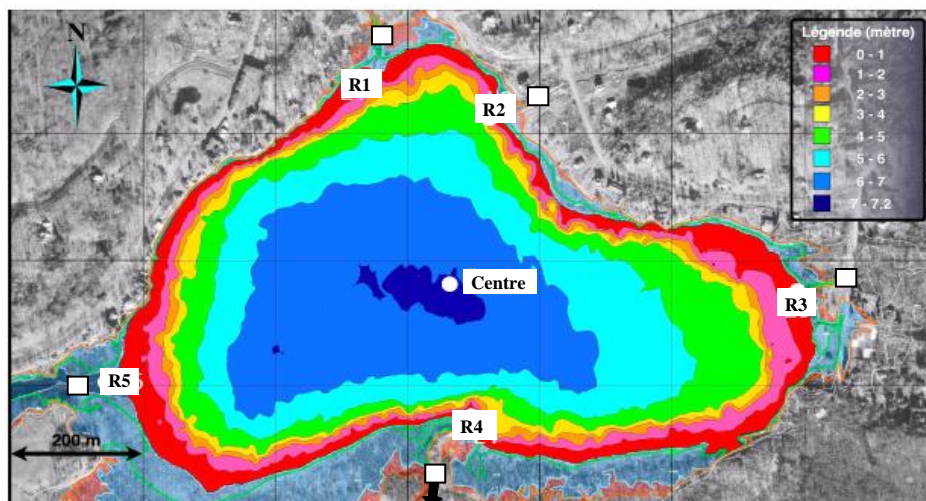 N
Légende (mètre)
0 - 1
1 - 2
2 - 3
3 - 4
4 - 5
5 - 6
6 - 7
7 - 7.2
R1
R2
Centre
R3
R5
R4
200 m